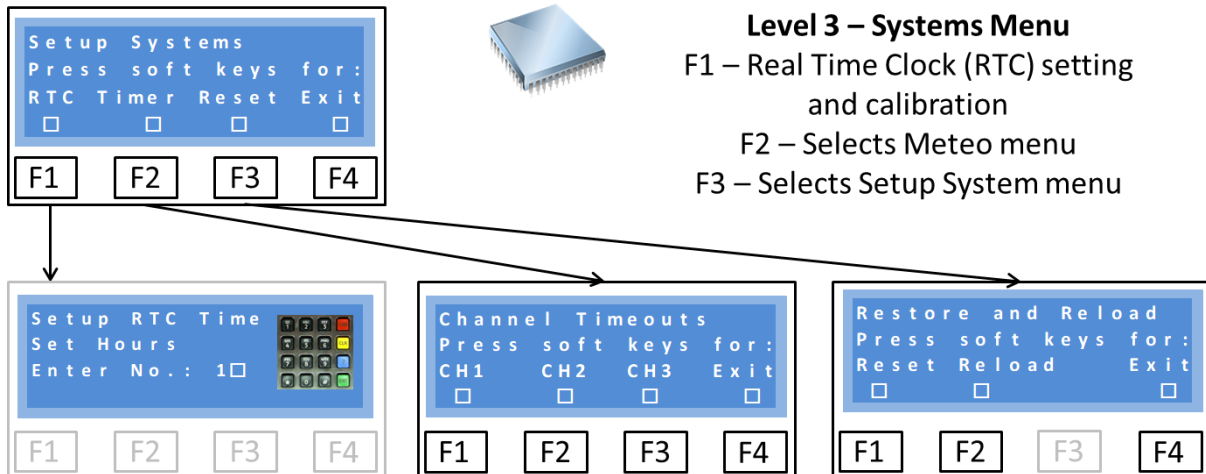 Setup Systems
Press soft keys for:
RTC Timer Reset Exit
F1 F2 F3 F4
Level 3 – Systems Menu
F1 – Real Time Clock (RTC) setting
and calibration
F2 – Selects Meteo menu
F3 – Selects Setup System menu
Setup RTC Time
Set Hours
Enter No.: 1
F1 F2 F3 F4
Channel Timeouts
Press soft keys for:
CH1 CH2 CH3 Exit
F1 F2 F3 F4
Restore and Reload
Press soft keys for:
Reset Reload Exit
F1 F2 F3 F4